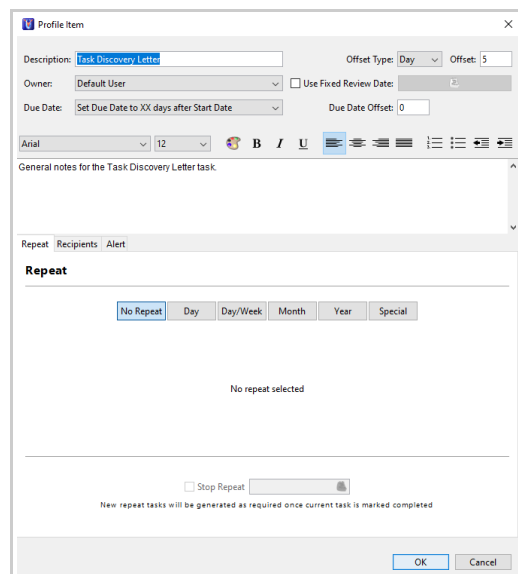 Profile Item
Description: Task Discovery Letter Offset Type: Day Offset: 5
Owner: Default User Use Fixed Review Date:
Due Date: Set Due Date to XX days after Start Date Due Date Offset: 0
Arial 12 B I U
General notes for the Task Discovery Letter task.
Repeat Recipients Alert
Repeat
No Repeat Day Day/Week Month Year Special
No repeat selected
Stop Repeat
New repeat tasks will be generated as required once current task is marked completed
OK Cancel